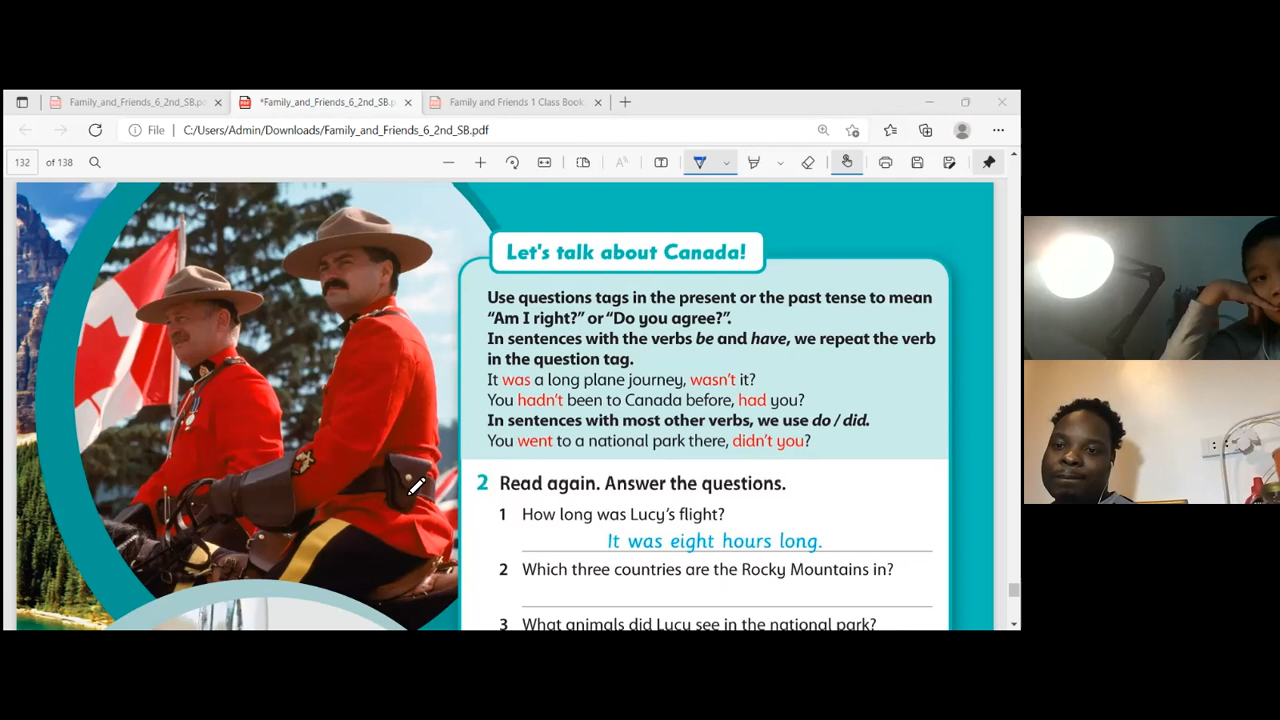 Family_and_Friends_6_2nd_SB.pd
*Family_and_Friends_6_2nd_SB.p
Family and Friends 1 Class Book
File
C:/Users/Admin/Downloads/Family_and_Friends_6_2nd_SB.pdf
132 of 138
Let's talk about Canada!
Use questions tags in the present or the past tense to mean
“Am I right?” or “Do you agree?”.
In sentences with the verbs be and have, we repeat the verb
in the question tag.
It was a long plane journey, wasn't it?
You hadn't been to Canada before, had you?
In sentences with most other verbs, we use do / did.
You went to a national park there, didn't you?
2 Read again. Answer the questions.
1 How long was Lucy's flight?
It was eight hours long.
2 Which three countries are the Rocky Mountains in?
3 What animals did Lucy see in the national park?